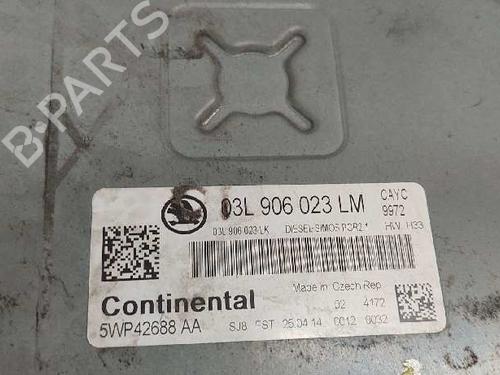 B-PARTS
03L 906 023 LM
CAYC
9972
03L 906 023 LK DIESEL-SIMOS PCR2.1 HW: H33
Made in Czech Rep
Continental
02 4172
5WP42688 AA SJ8 CST 25.04.14 0012 6032